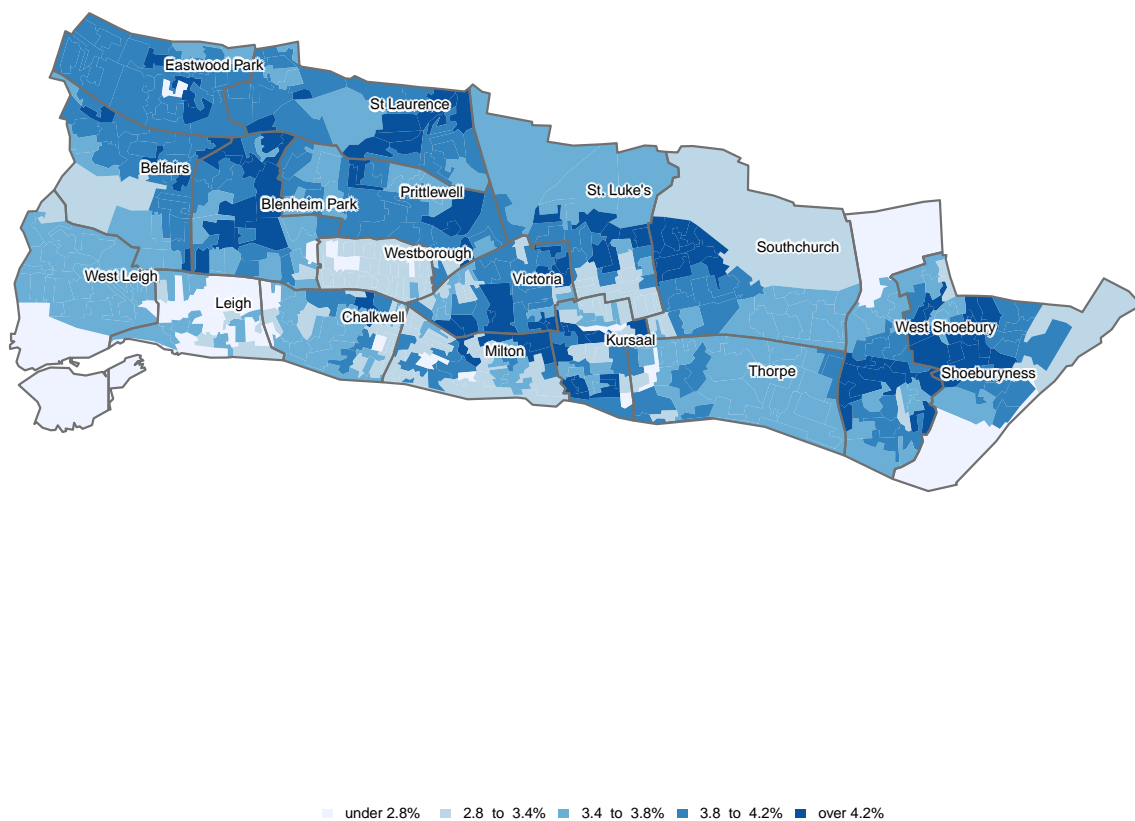 Eastwood Park
St Laurence
Belfairs
Prittlewell
St. Luke's
Blenheim Park
Southchurch
Westborough
West Leigh
Victoria
Leigh
Chalkwell
West Shoebury
Kursaal
Milton
Thorpe
Shoeburyness
under 2.8% 2.8 to 3.4% 3.4 to 3.8% 3.8 to 4.2% over 4.2%